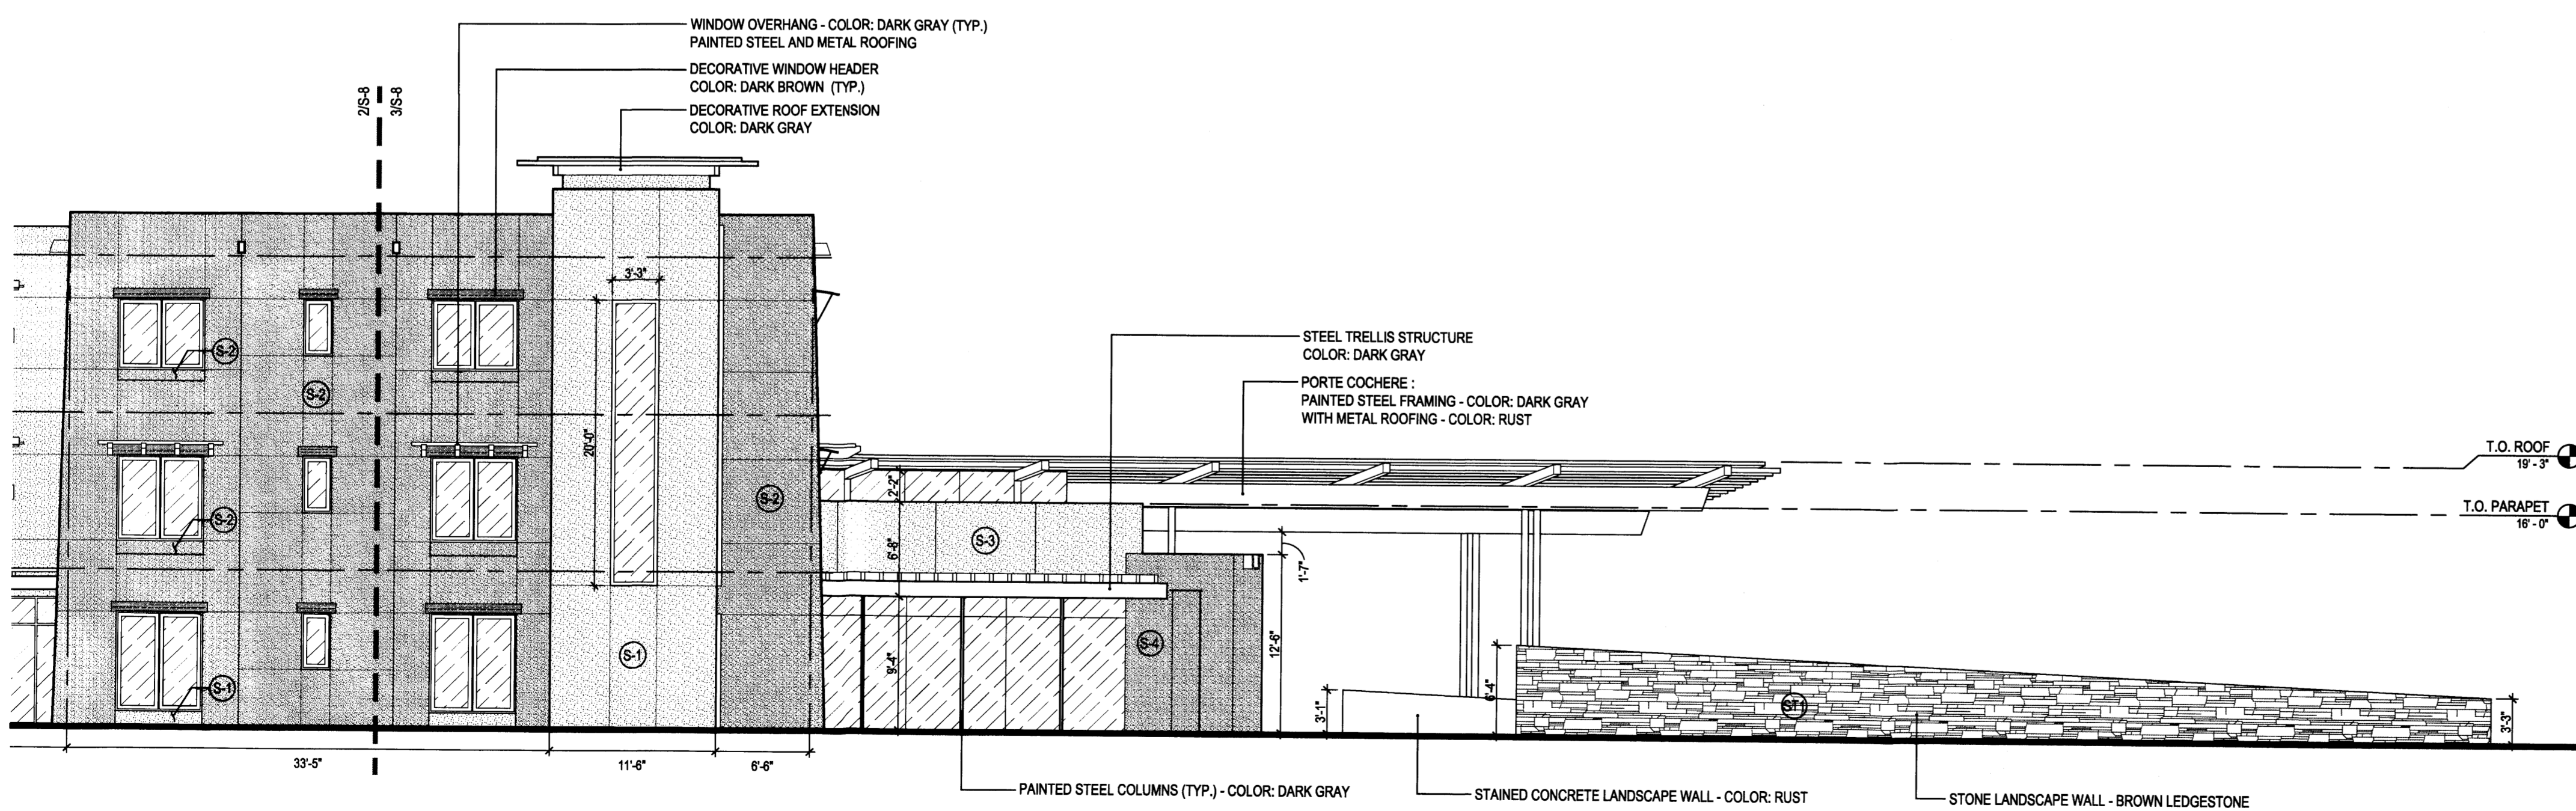 WINDOW OVERHANG - COLOR: DARK GRAY (TYP.)
PAINTED STEEL AND METAL ROOFING
DECORATIVE WINDOW HEADER
COLOR: DARK BROWN (TYP.)
DECORATIVE ROOF EXTENSION
COLOR: DARK GRAY
2/S-8
3/S-8
3'-3"
20'-0"
S-2
S-2
S-2
S-2
S-1
S-1
STEEL TRELLIS STRUCTURE
COLOR: DARK GRAY
PORTE COCHERE :
PAINTED STEEL FRAMING - COLOR: DARK GRAY
WITH METAL ROOFING - COLOR: RUST
T.O. ROOF
19' - 3"
T.O. PARAPET
16' - 0"
2'-2"
6'-8"
S-3
9'-4"
S-4
1'-7"
12'-6"
3'-1"
6'-4"
ST1
3'-3"
33'-5"
11'-6"
6'-6"
PAINTED STEEL COLUMNS (TYP.) - COLOR: DARK GRAY
STAINED CONCRETE LANDSCAPE WALL - COLOR: RUST
STONE LANDSCAPE WALL - BROWN LEDGESTONE